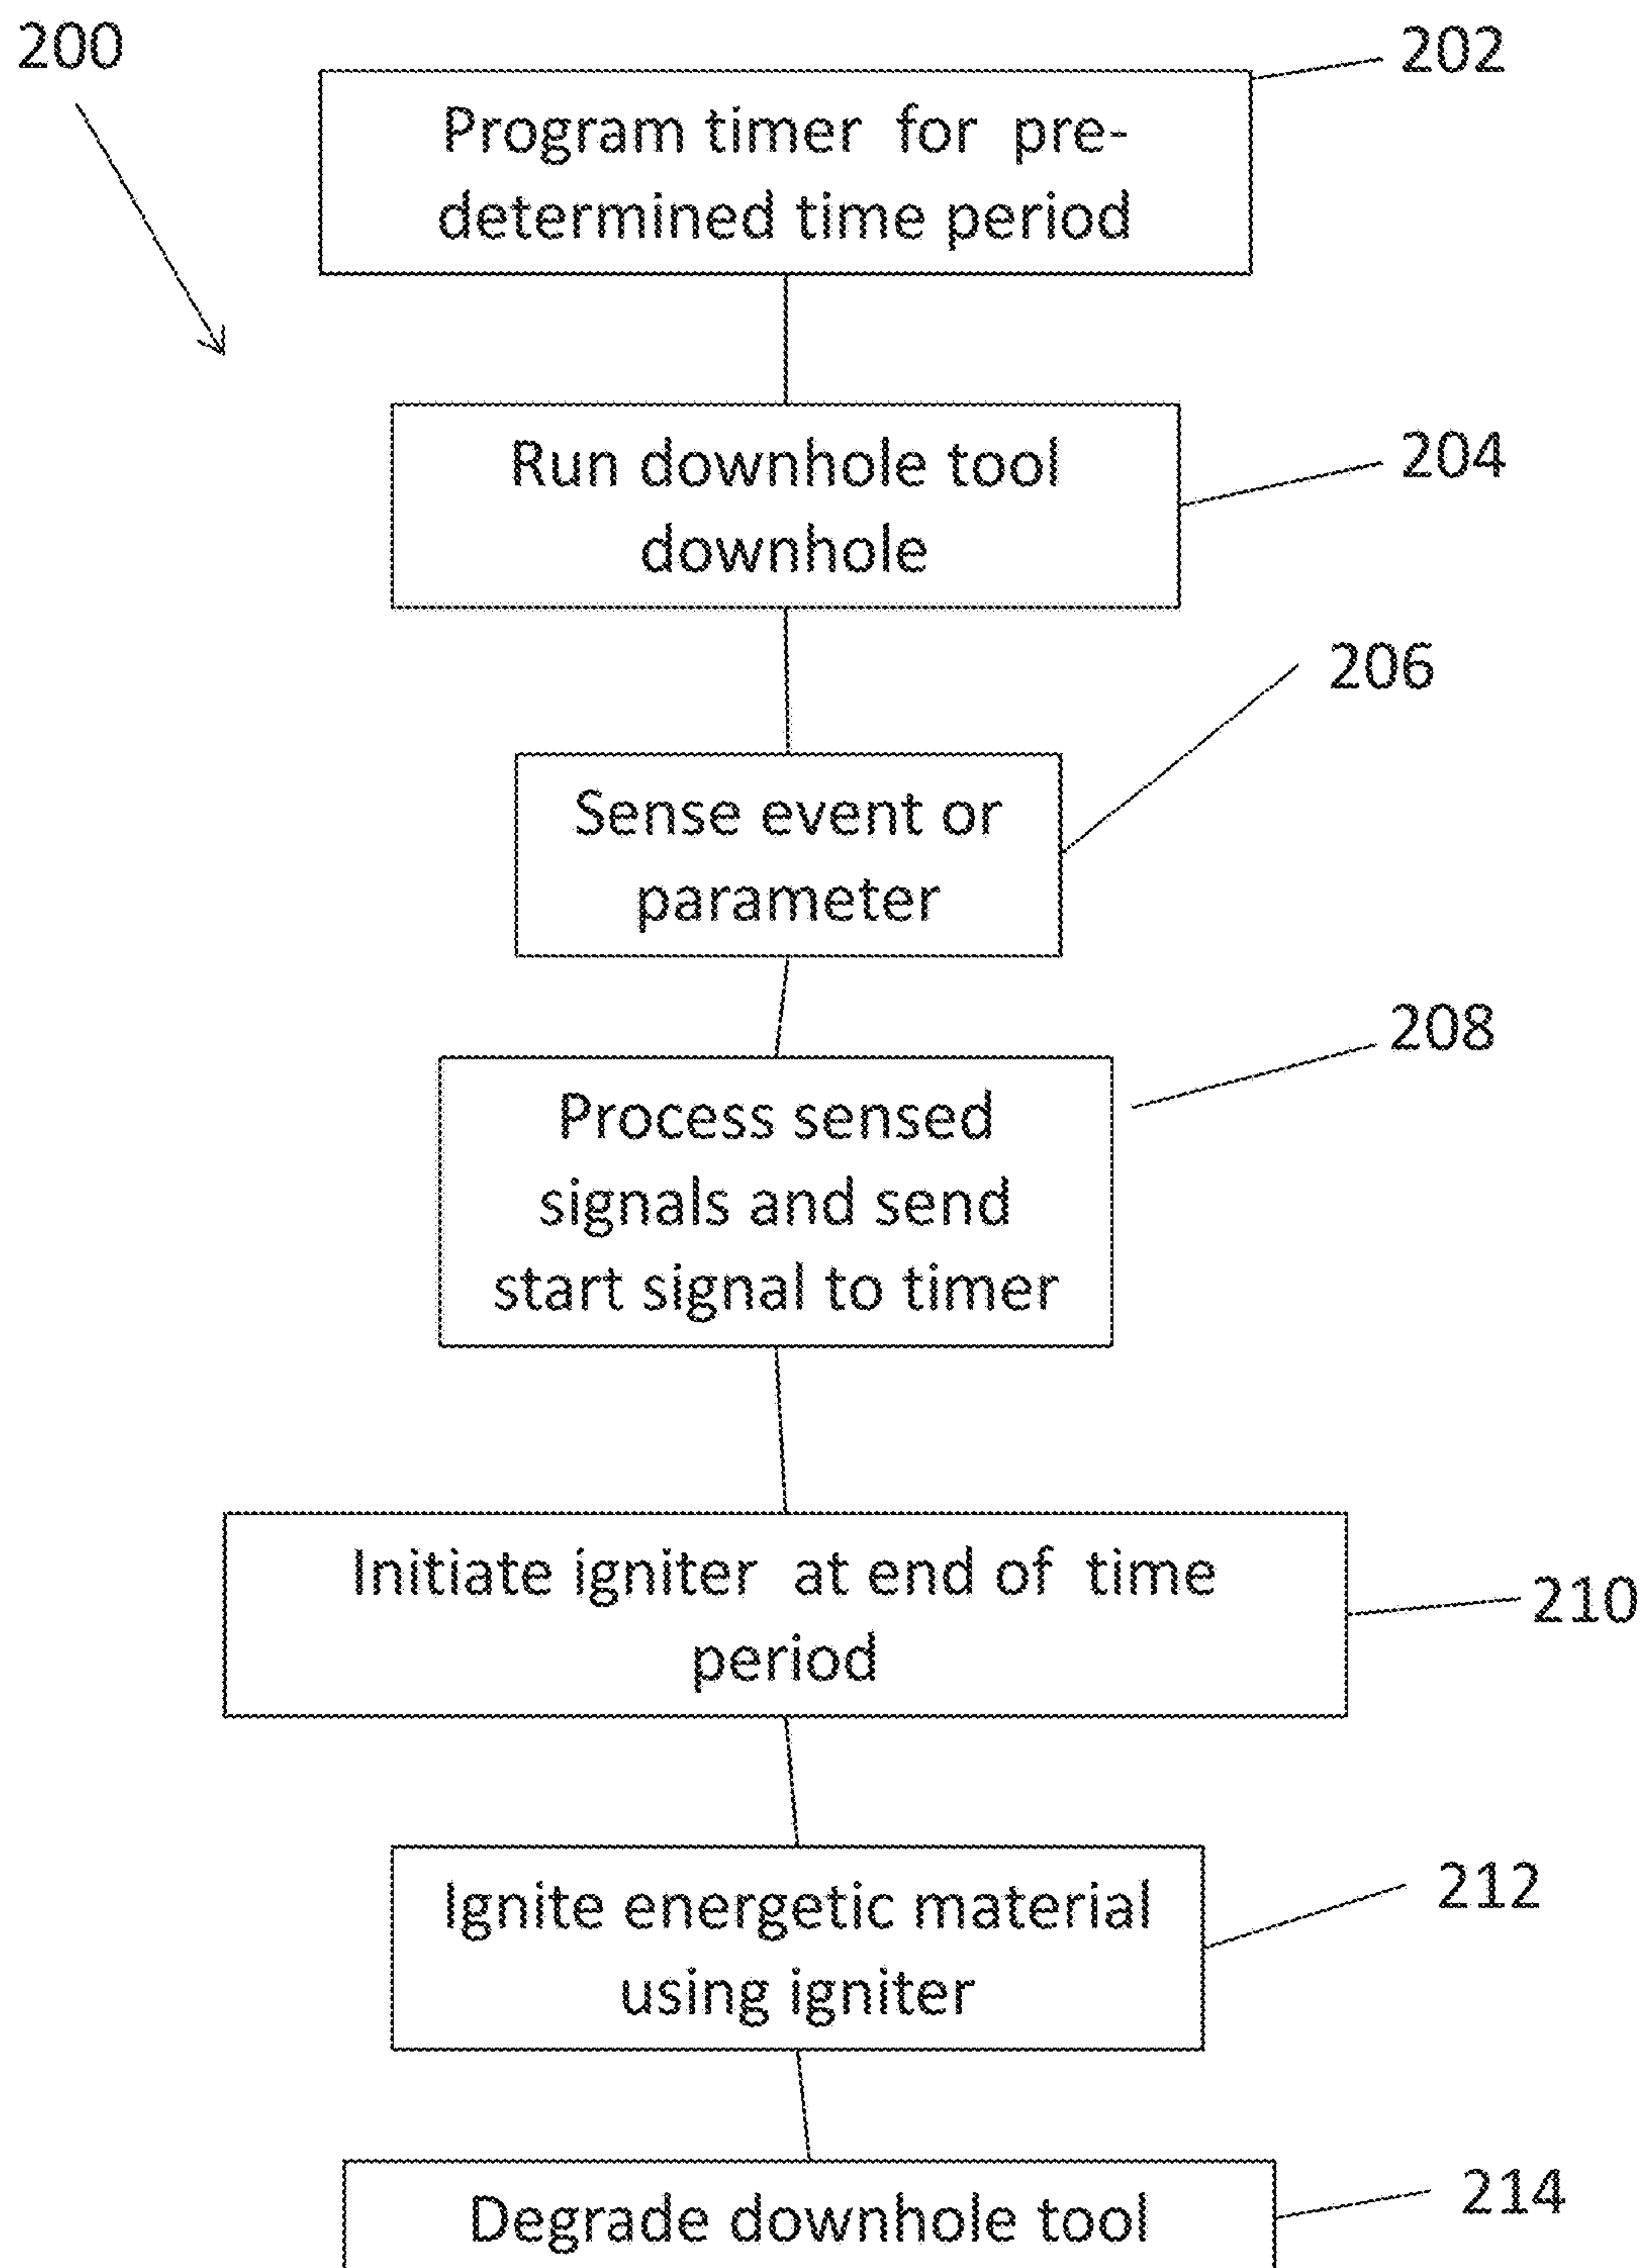 200
202
Program timer for pre-
determined time period
Run downhole tool
downhole
204
206
Sense event or
parameter
208
Process sensed
signals and send
start signal to timer
Initiate igniter at end of time
period
210
Ignite energetic material
using igniter
212
Degrade downhole tool
214